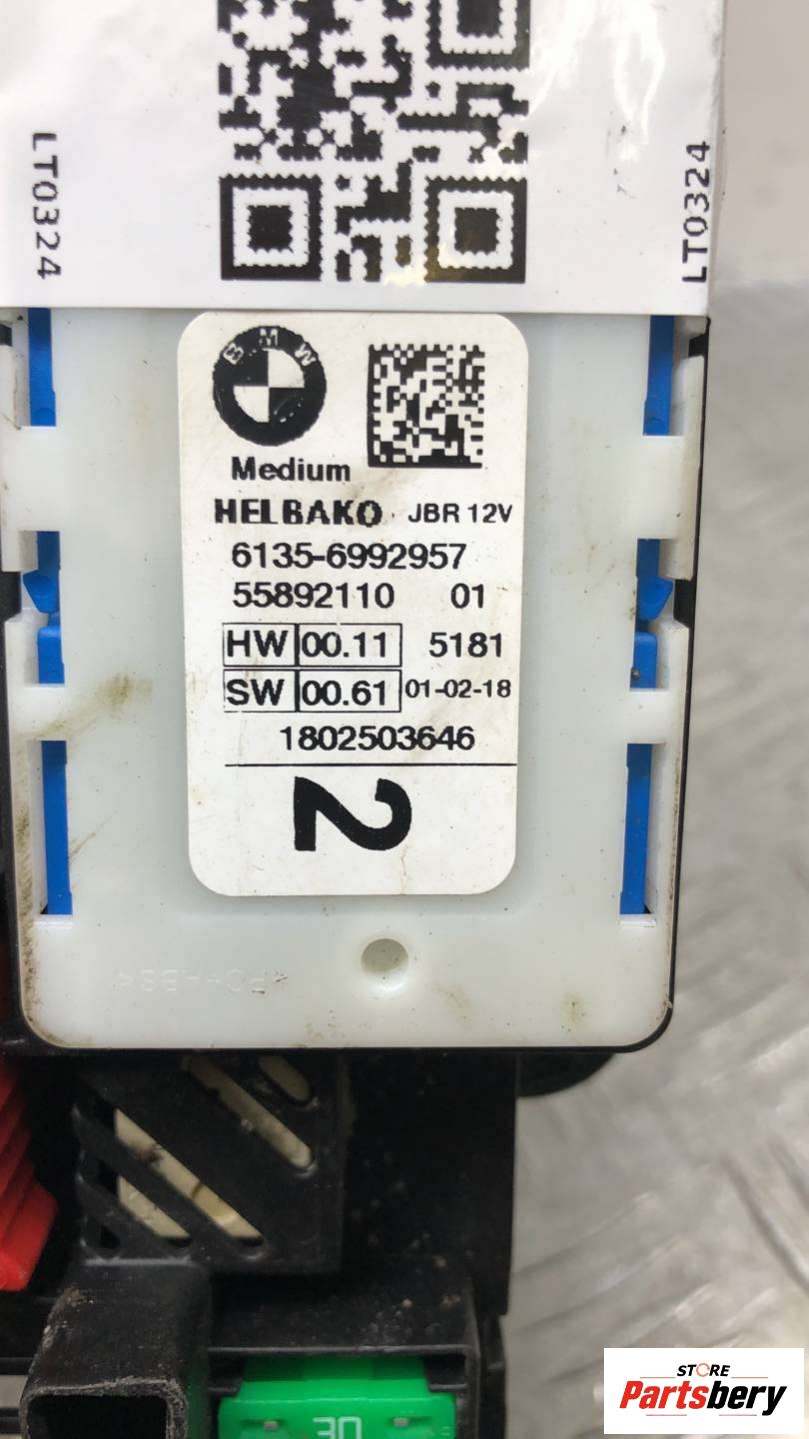 LT0324
LT0324
BMW
Medium
HELBAKO JBR 12V
6135-6992957
55892110 01
HW 00.11 5181
SW 00.61 01-02-18
1802503646
2
30
STORE
Partsbery